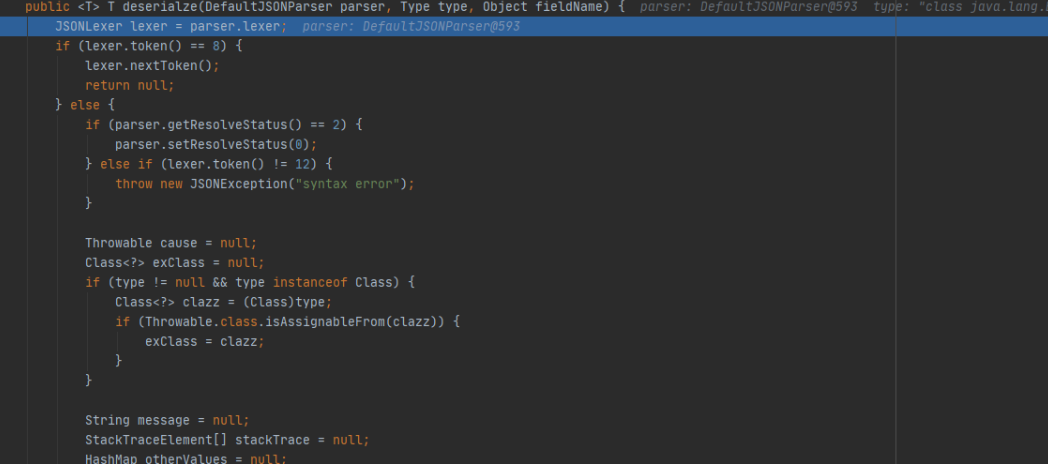 public <T> T deserialze(DefaultJSONParser parser, Type type, Object fieldName) {  parser: DefaultJSONParser@593  type: "class java.lang.
JSONLexer lexer = parser.lexer;  parser: DefaultJSONParser@593
if (lexer.token() == 8) {
lexer.nextToken();
return null;
} else {
if (parser.getResolveStatus() == 2) {
parser.setResolveStatus(0);
} else if (lexer.token() != 12) {
throw new JSONException("syntax error");
}
Throwable cause = null;
Class<?> exClass = null;
if (type != null && type instanceof Class) {
Class<?> clazz = (Class)type;
if (Throwable.class.isAssignableFrom(clazz)) {
exClass = clazz;
}
}
String message = null;
StackTraceElement[] stackTrace = null;
HashMap otherValues = null;